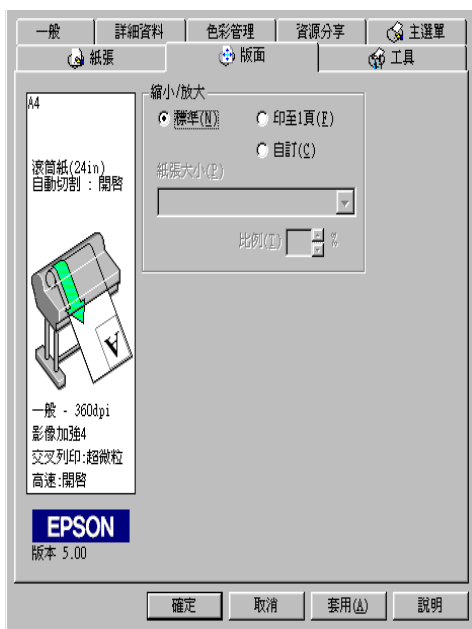 一般 詳細資料 色彩管理 資源分享 主選單
紙張 版面 工具
A4
滾筒紙(24in)
自動切割 : 開啓
一般 - 360dpi
影像加強4
交叉列印:超微粒
高速:開啓
EPSON
版本 5.00
縮小/放大
標準(N) 印至1頁(F)
自訂(C)
紙張大小(P)
比例(T) %
確定 取消 套用(A) 說明